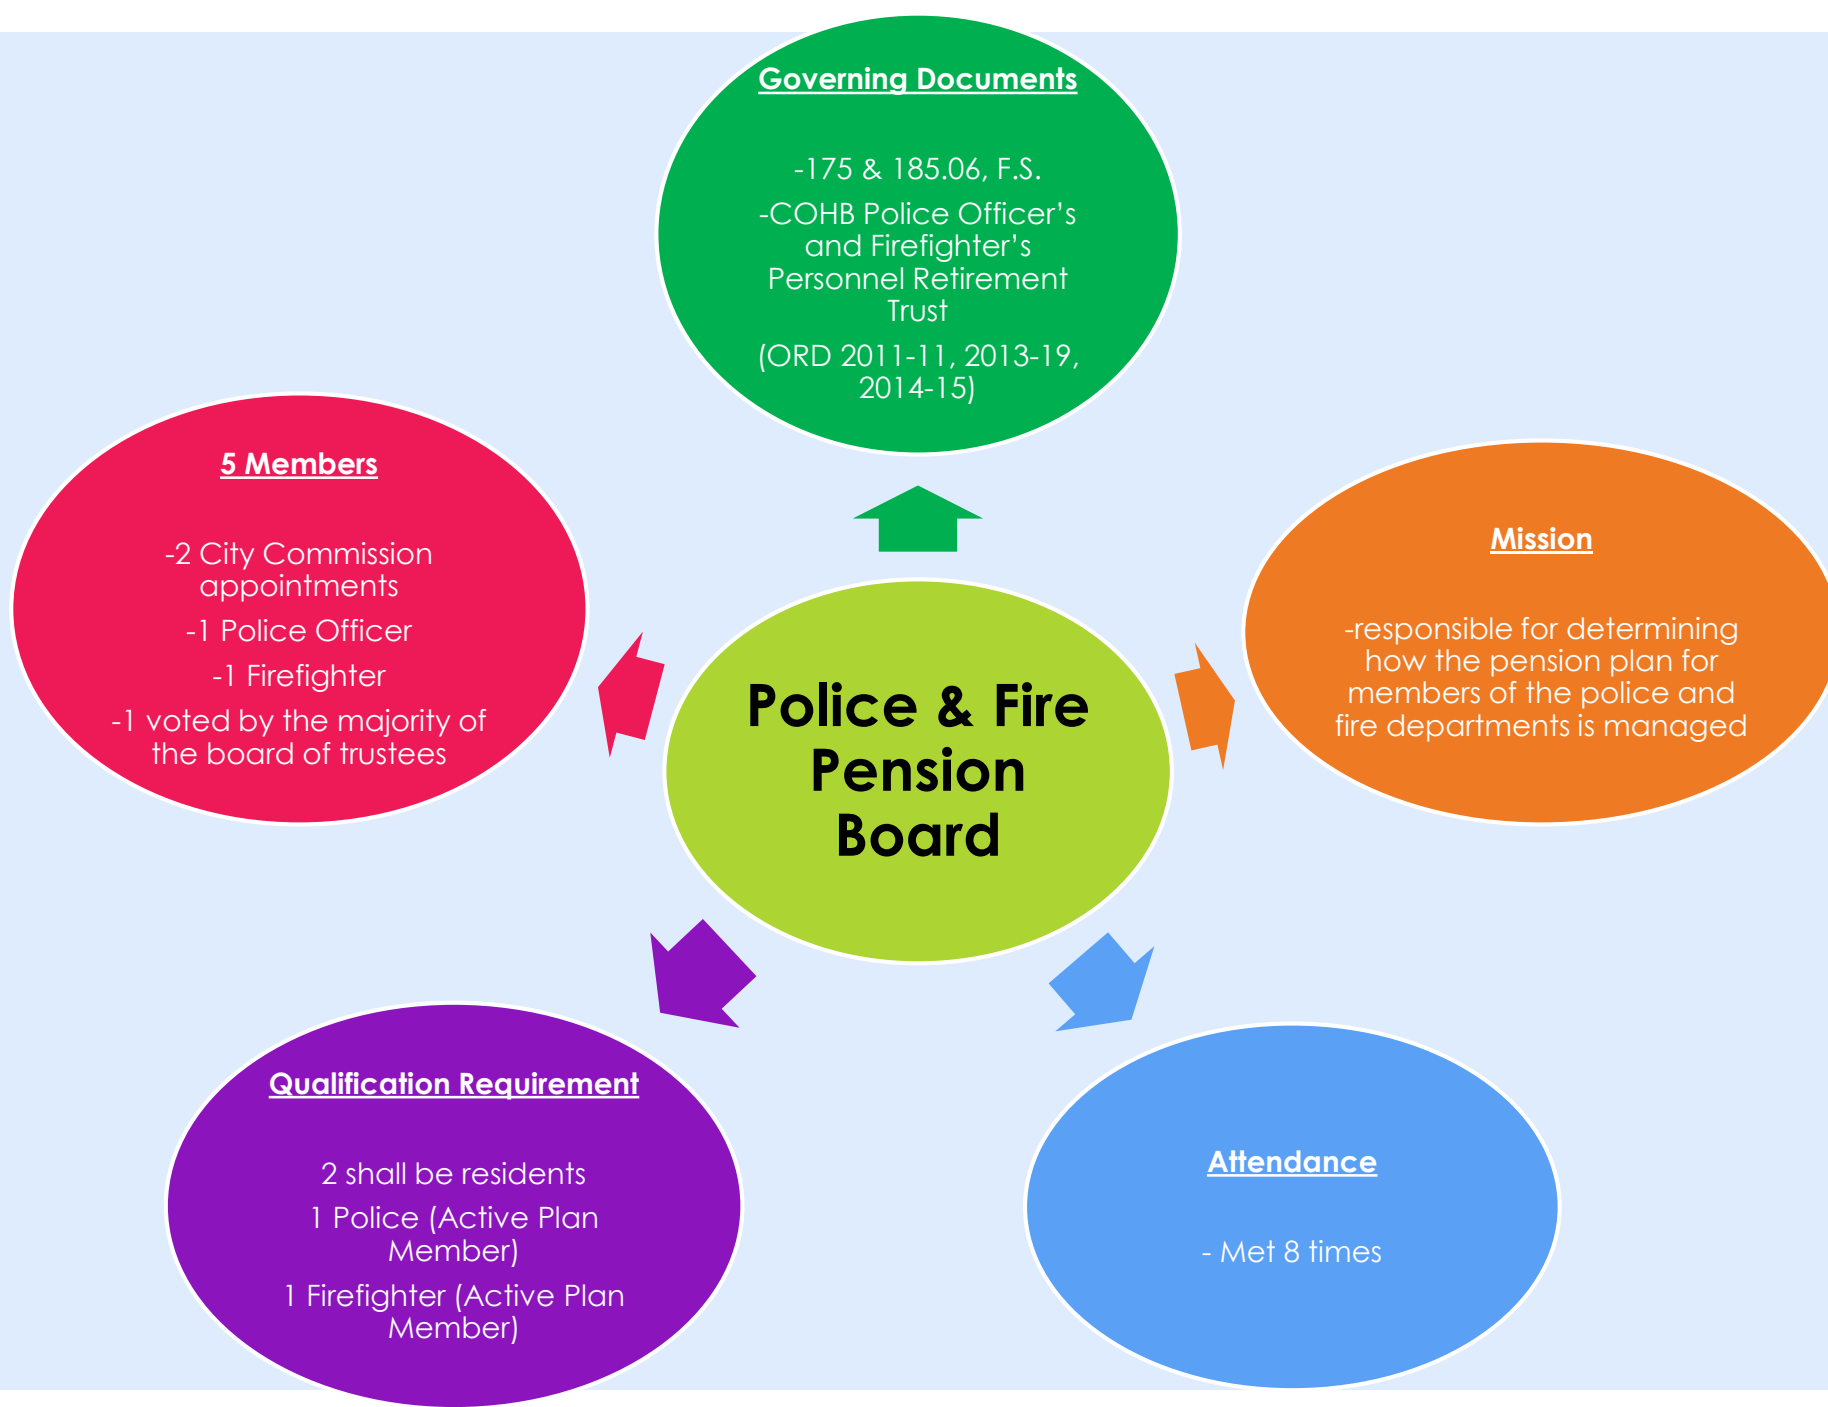 Governing Documents
-175 & 185.06, F.S.
-COHB Police Officer’s
and Firefighter’s
Personnel Retirement
Trust
(ORD 2011-11, 2013-19,
2014-15)
5 Members
-2 City Commission
appointments
-1 Police Officer
-1 Firefighter
-1 voted by the majority of
the board of trustees
Mission
-responsible for determining
how the pension plan for
members of the police and
fire departments is managed
Police & Fire
Pension
Board
Qualification Requirement
2 shall be residents
1 Police (Active Plan
Member)
1 Firefighter (Active Plan
Member)
Attendance
- Met 8 times